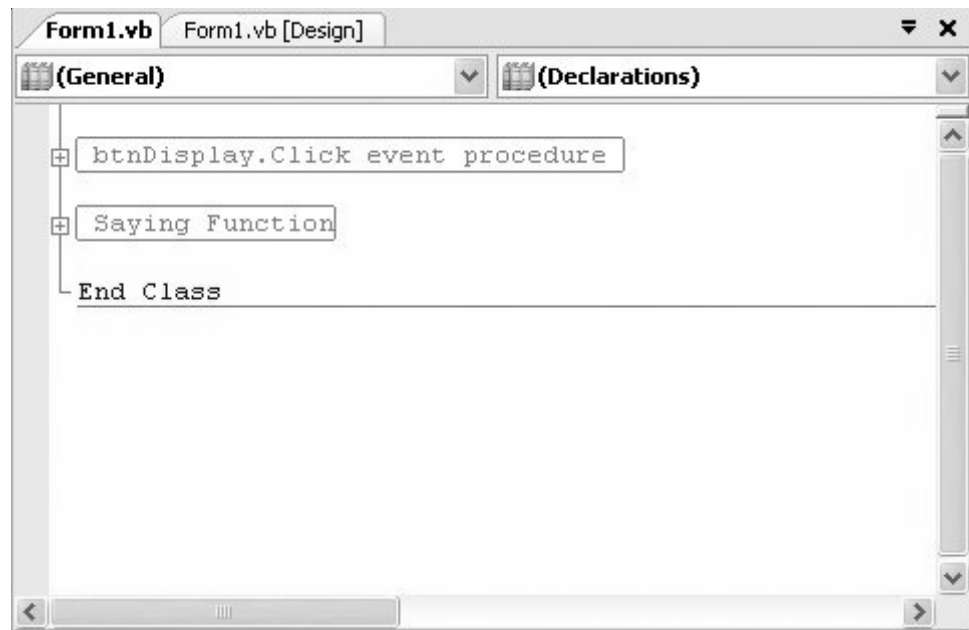 Form1.vb Form1.vb [Design]
(General) (Declarations)
btnDisplay.Click event procedure
Saying Function
End Class